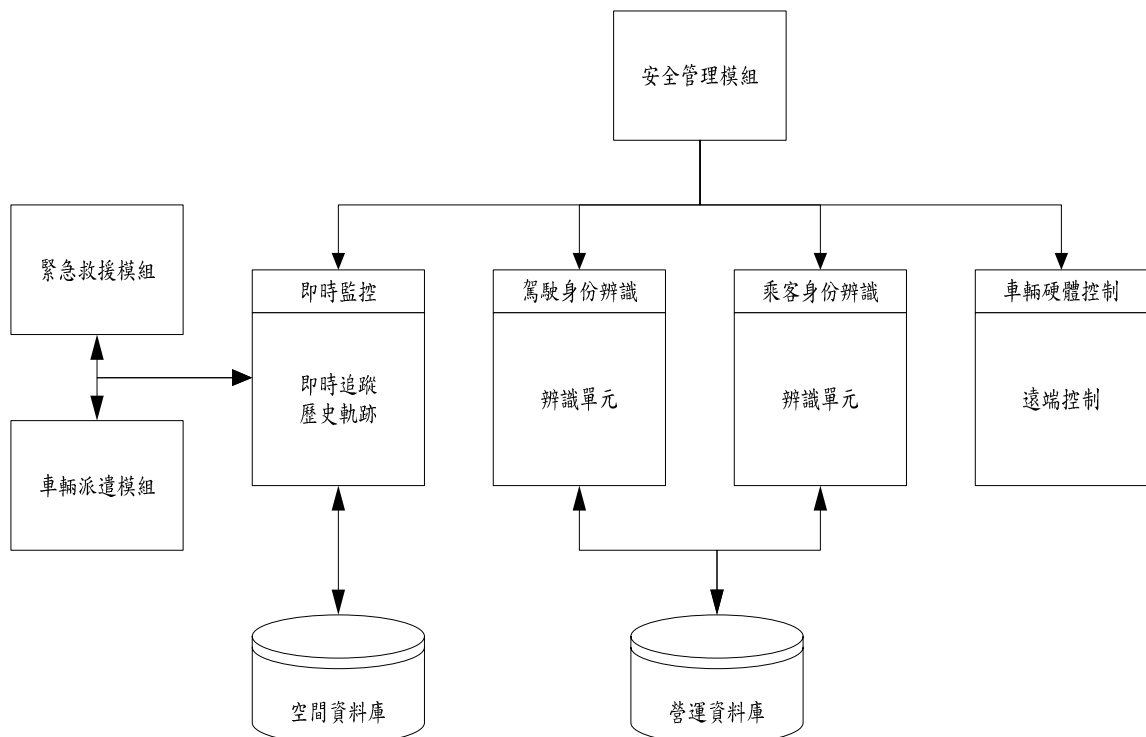 安全管理模組
緊急救援模組
車輛派遣模組
即時監控
即時追蹤
歷史軌跡
駕駛身份辨識
辨識單元
乘客身份辨識
辨識單元
車輛硬體控制
遠端控制
空間資料庫
營運資料庫